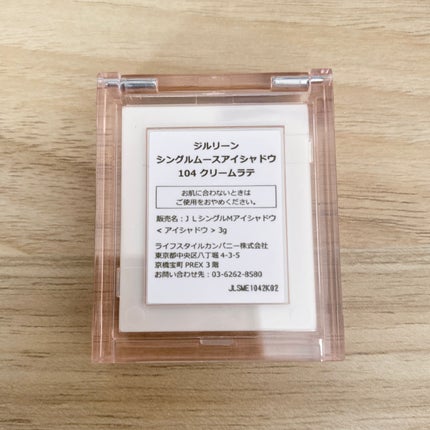 ジルリーン
シングルムースアイシャドウ
104 クリームラテ
お肌に合わないときは
ご使用をおやめください。
販売名：ＪＬシングルMアイシャドウ
< アイシャドウ > 3g
ライフスタイルカンパニー株式会社
東京都中央区八丁堀 4-3-5
京橋宝町 PREX 3 階
お問い合わせ先：03-6262-8580
JLSME1042K02